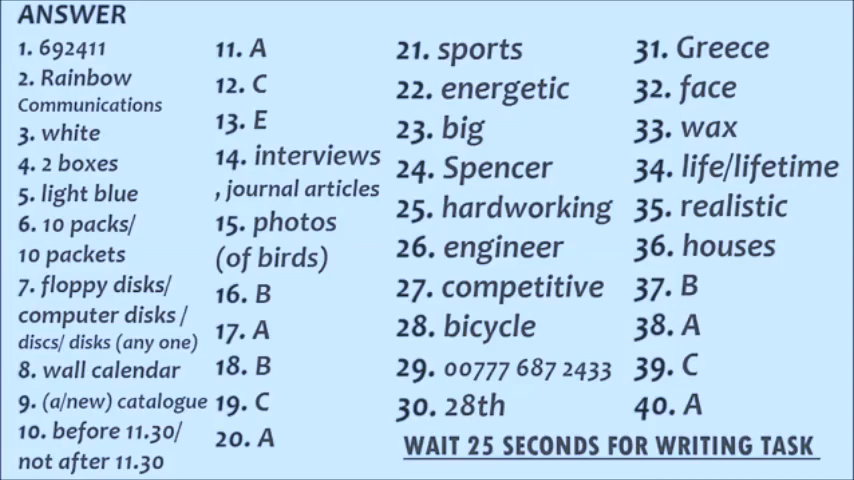 ANSWER
1. 692411
2. Rainbow
Communications
3. white
4. 2 boxes
5. light blue
6. 10 packs/
10 packets
7. floppy disks/
computer disks /
discs/ disks (any one)
8. wall calendar
9. (a/new) catalogue
10. before 11.30/
not after 11.30
11. A
12. C
13. E
14. interviews
, journal articles
15. photos
(of birds)
16. B
17. A
18. B
19. C
20. A
21. sports
22. energetic
23. big
24. Spencer
25. hardworking
26. engineer
27. competitive
28. bicycle
29. 00777 687 2433
30. 28th
31. Greece
32. face
33. wax
34. life/lifetime
35. realistic
36. houses
37. B
38. A
39. C
40. A
WAIT 25 SECONDS FOR WRITING TASK